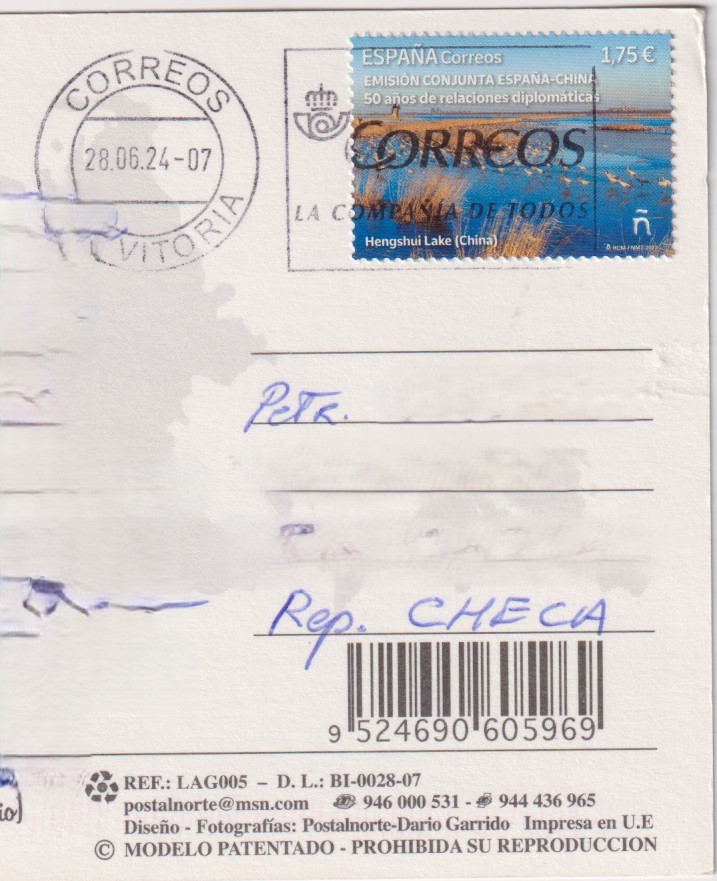 CORREOS
28.06.24-07
VITORIA
CORREOS
LA COMPAÑÍA DE TODOS
ESPAÑA Correos 1,75 €
EMISIÓN CONJUNTA ESPAÑA-CHINA
50 años de relaciones diplomáticas
ñ
Hengshui Lake (China)
Petr.
Rep. CHECA
9 524690 605969
REF.: LAG005 – D. L.: BI-0028-07
postalnorte@msn.com 946 000 531 - 944 436 965
Diseño - Fotografías: Postalnorte-Dario Garrido Impresa en U.E
© MODELO PATENTADO - PROHIBIDA SU REPRODUCCION